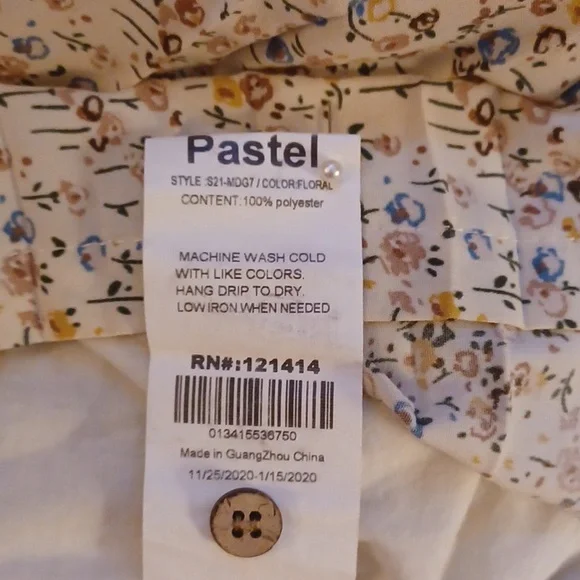 Pastel
STYLE :S21-MDG7 / COLOR:FLORAL
CONTENT:100% polyester
MACHINE WASH COLD
WITH LIKE COLORS.
HANG DRIP TO DRY.
LOW IRON WHEN NEEDED
RN#:121414
013415536750
Made in GuangZhou China
11/25/2020-1/15/2020